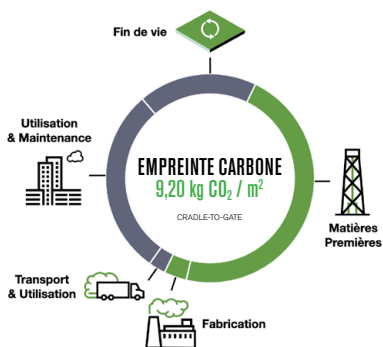 Fin de vie
Utilisation
& Maintenance
EMPREINTE CARBONE
9,20 kg CO₂ / m²
CRADLE-TO-GATE
Matières
Premières
Transport
& Utilisation
Fabrication